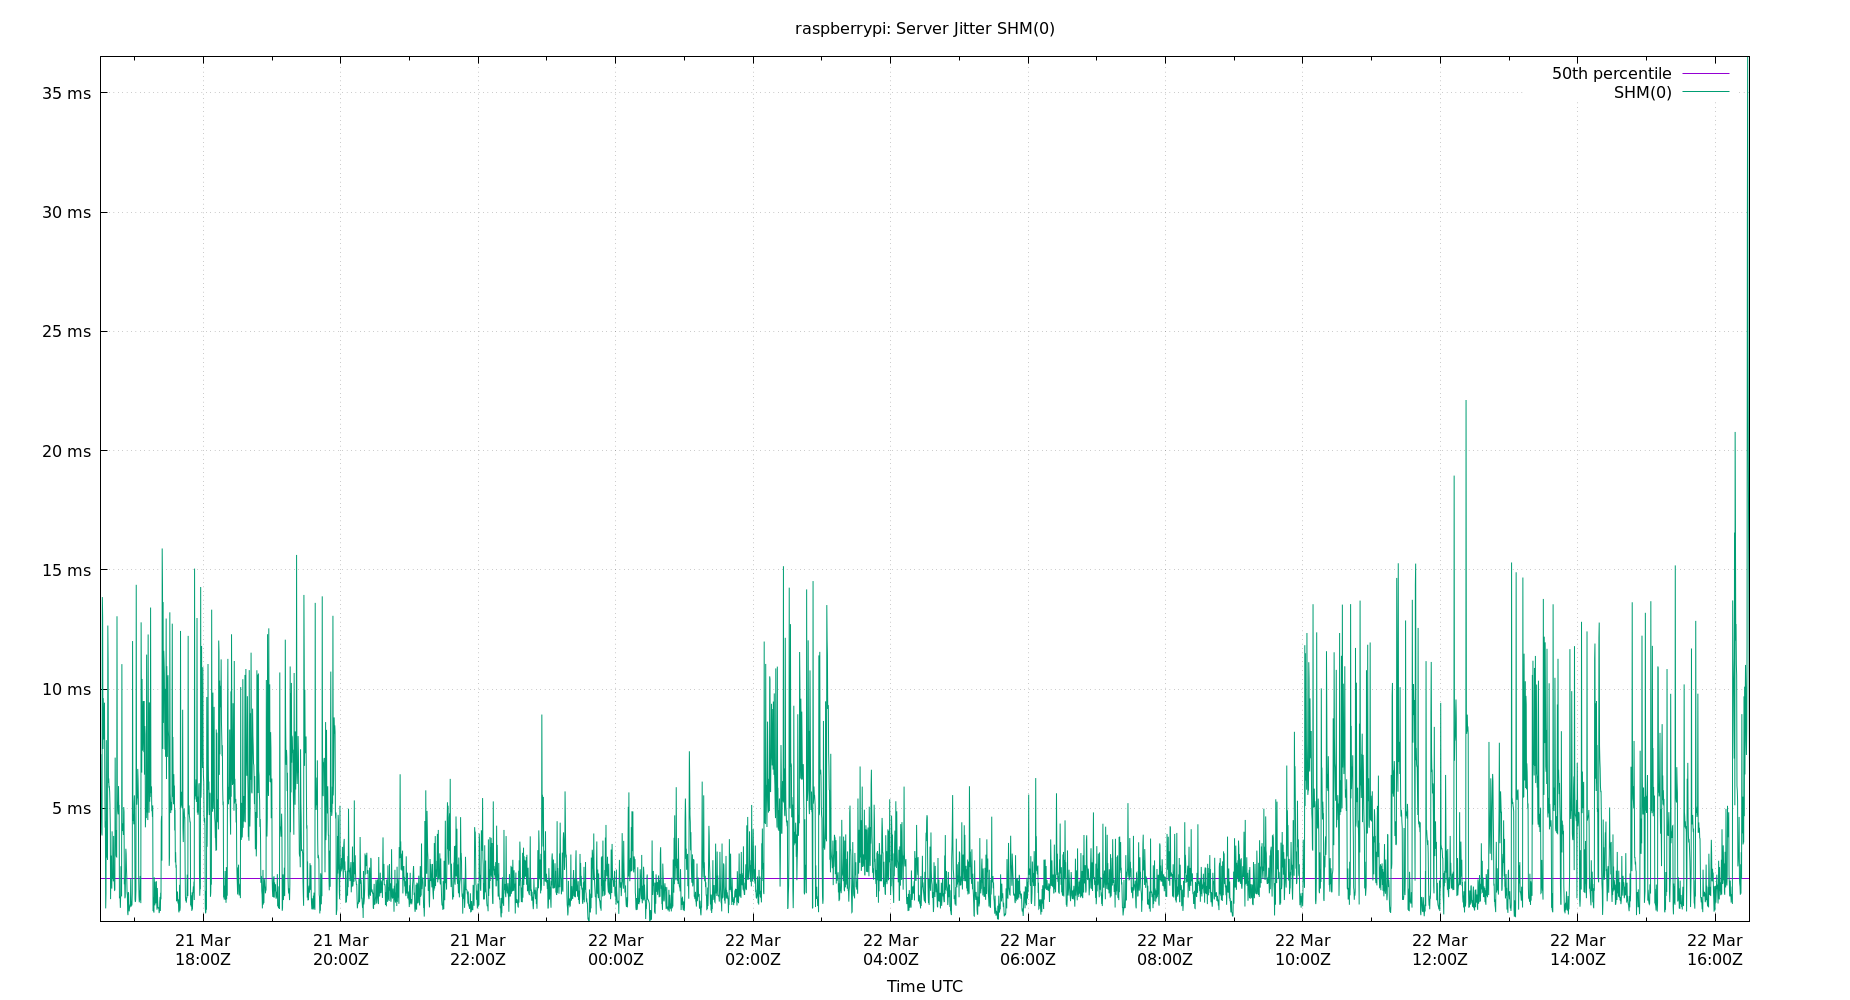 raspberrypi: Server Jitter SHM(0)
50th percentile
SHM(0)
35 ms
30 ms
25 ms
20 ms
15 ms
10 ms
5 ms
21 Mar 21 Mar 21 Mar 22 Mar 22 Mar 22 Mar 22 Mar 22 Mar 22 Mar 22 Mar 22 Mar 22 Mar
18:00Z 20:00Z 22:00Z 00:00Z 02:00Z 04:00Z 06:00Z 08:00Z 10:00Z 12:00Z 14:00Z 16:00Z
Time UTC